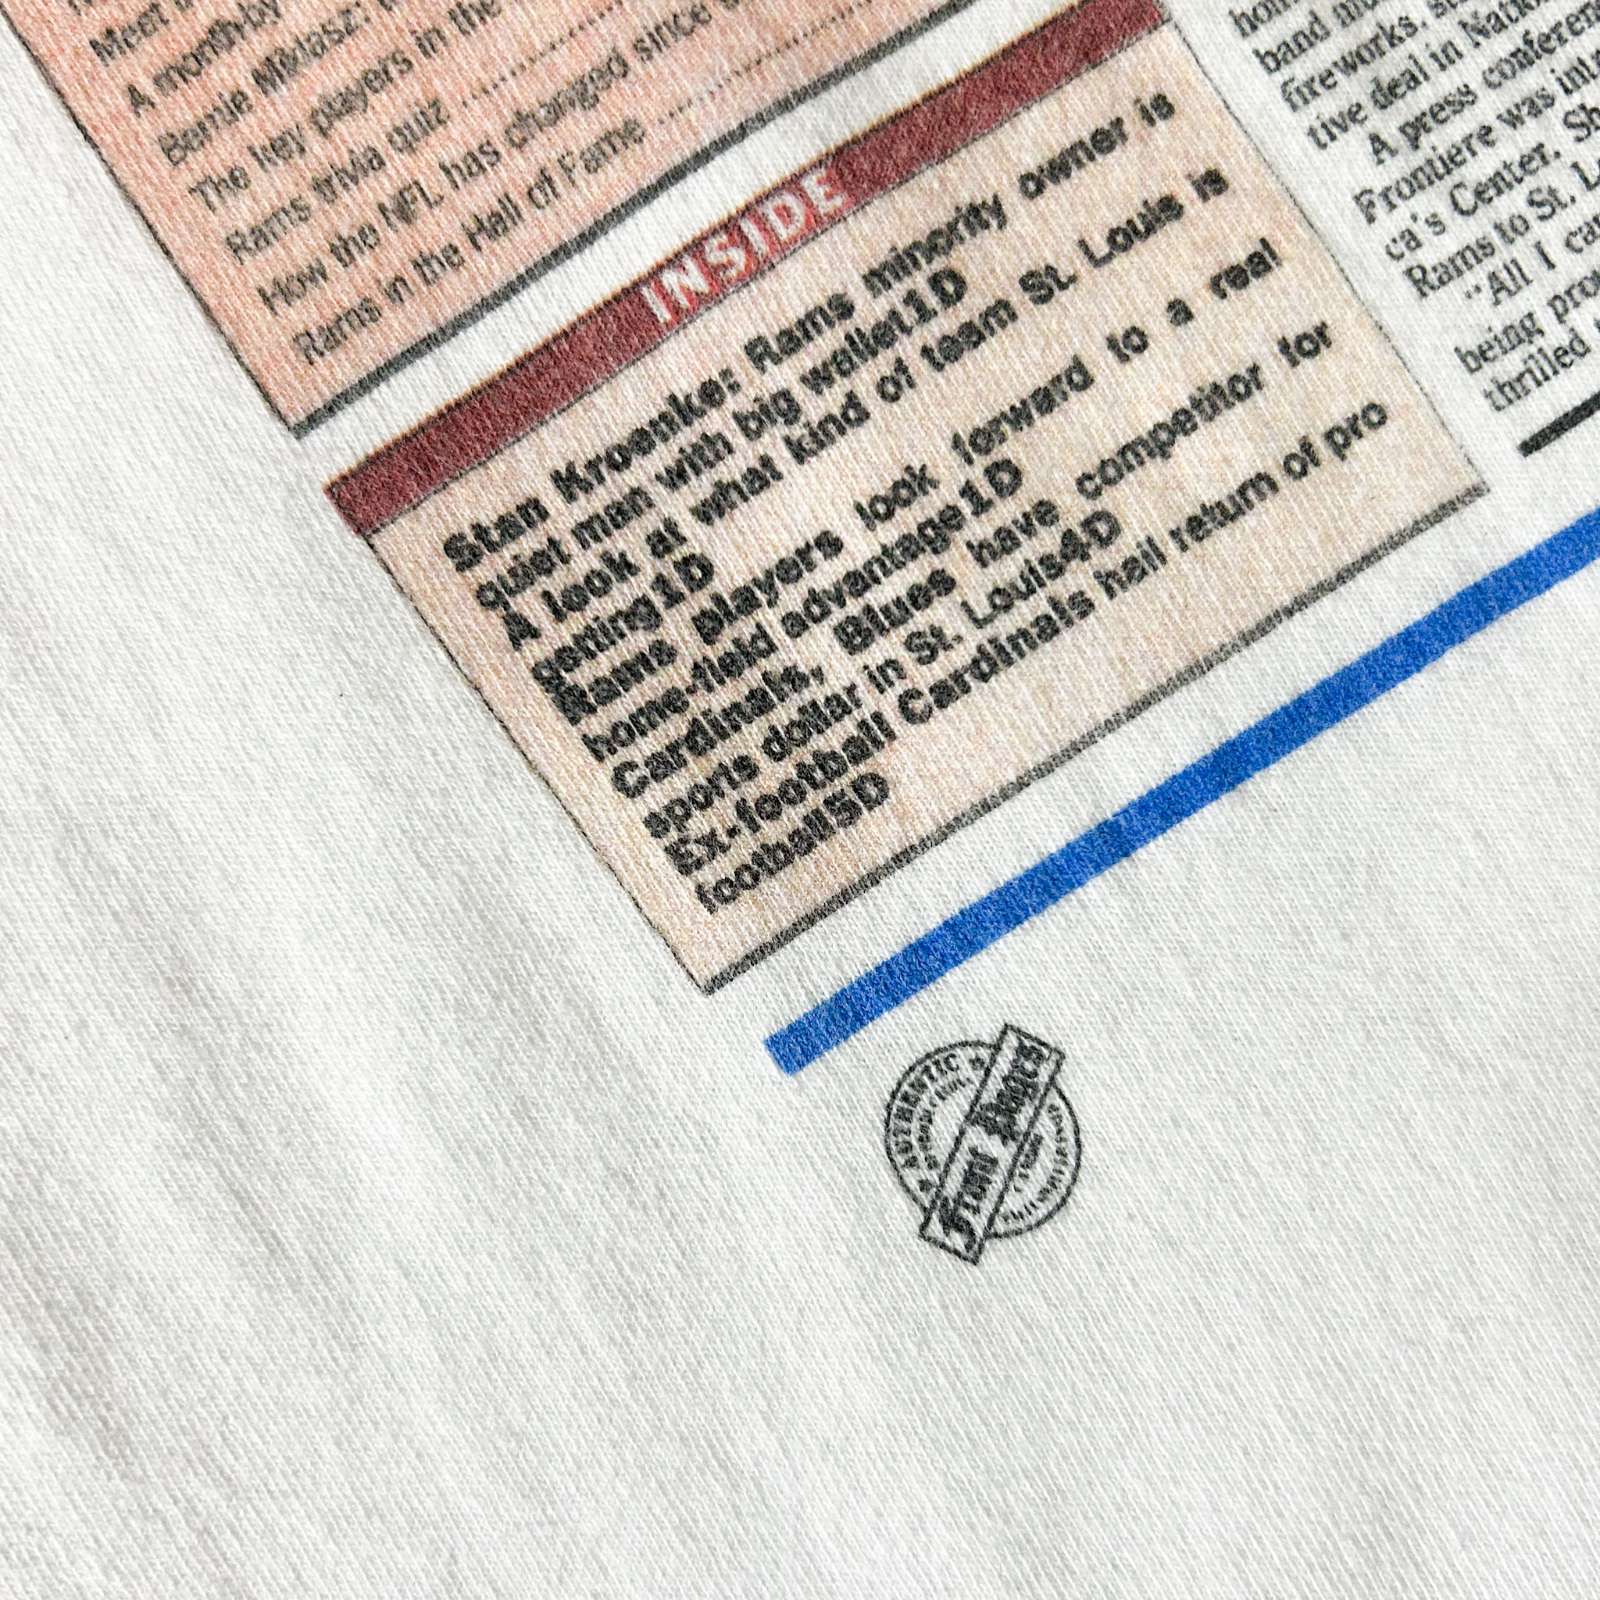 Meet
A month-by
Bernie Miklasz:
The key players in the
Rams trivia quiz
How the NFL has changed since
Rams in the Hall of Fame
INSIDE
Stan Kroenke: Rams minority owner is
quiet man with big wallet1D
A look at what kind of team St. Louis is
getting1D
Rams players look forward to a real
home-field advantage1D
Cardinals, Blues have competitor for
sports dollar in St. Louis4D
Ex-football Cardinals hail return of pro
football5D
band
fireworks.
tive deal in
A press
Frontiere was
ca's Center.
Rams to St.
"All I
being
thrilled
AUTHENTIC
Front Pages